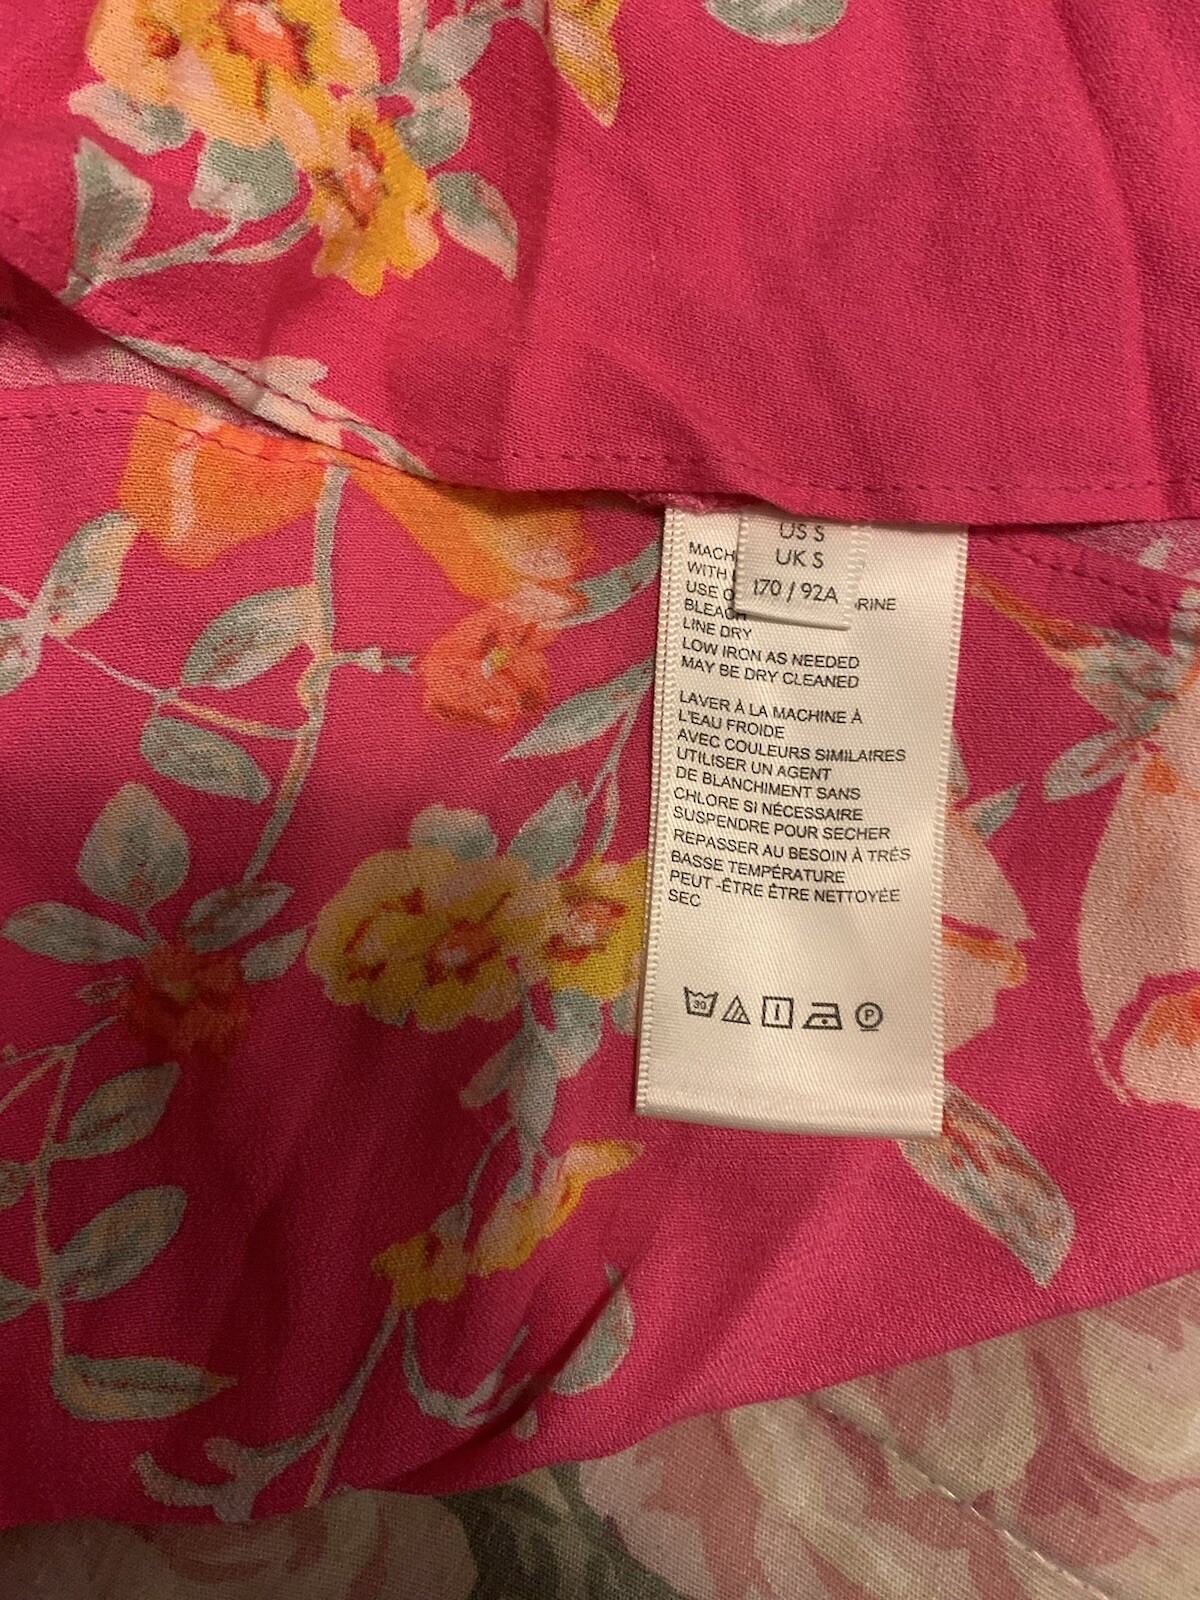 US S
UK S
170 / 92A
MACH
WITH
USE O RINE
BLEACH
LINE DRY
LOW IRON AS NEEDED
MAY BE DRY CLEANED
LAVER À LA MACHINE À
L'EAU FROIDE
AVEC COULEURS SIMILAIRES
UTILISER UN AGENT
DE BLANCHIMENT SANS
CHLORE SI NÉCESSAIRE
SUSPENDRE POUR SECHER
REPASSER AU BESOIN À TRÉS
BASSE TEMPÉRATURE
PEUT -ÊTRE ÊTRE NETTOYÉE
SEC
30
P